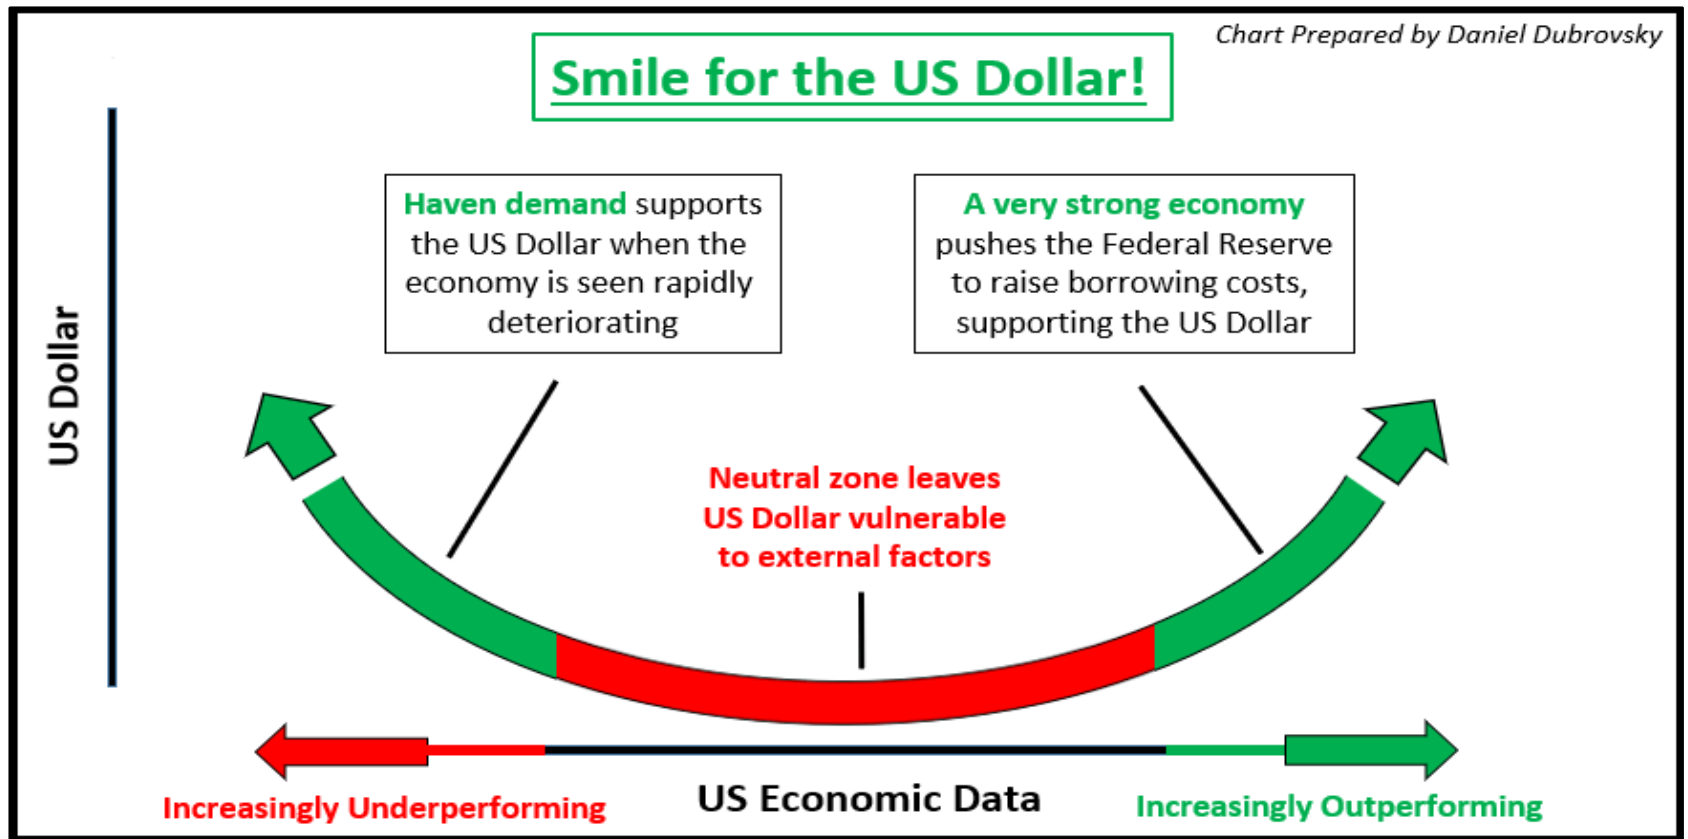 Chart Prepared by Daniel Dubrovsky
Smile for the US Dollar!
Haven demand supports
the US Dollar when the
economy is seen rapidly
deteriorating
A very strong economy
pushes the Federal Reserve
to raise borrowing costs,
supporting the US Dollar
US Dollar
Neutral zone leaves
US Dollar vulnerable
to external factors
Increasingly Underperforming
US Economic Data
Increasingly Outperforming